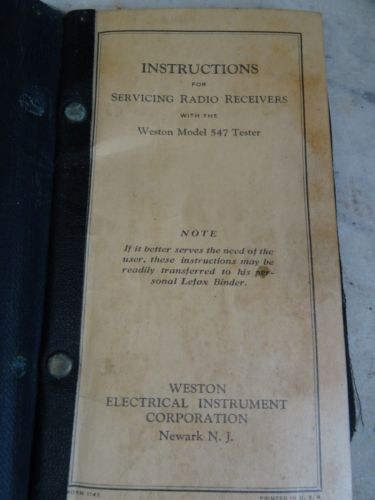 INSTRUCTIONS
FOR
SERVICING RADIO RECEIVERS
WITH THE
Weston Model 547 Tester
NOTE
If it better serves the need of the
user, these instructions may be
readily transferred to his per-
sonal Lefax Binder.
WESTON
ELECTRICAL INSTRUMENT
CORPORATION
Newark N. J.
PRINTED IN U. S. A.